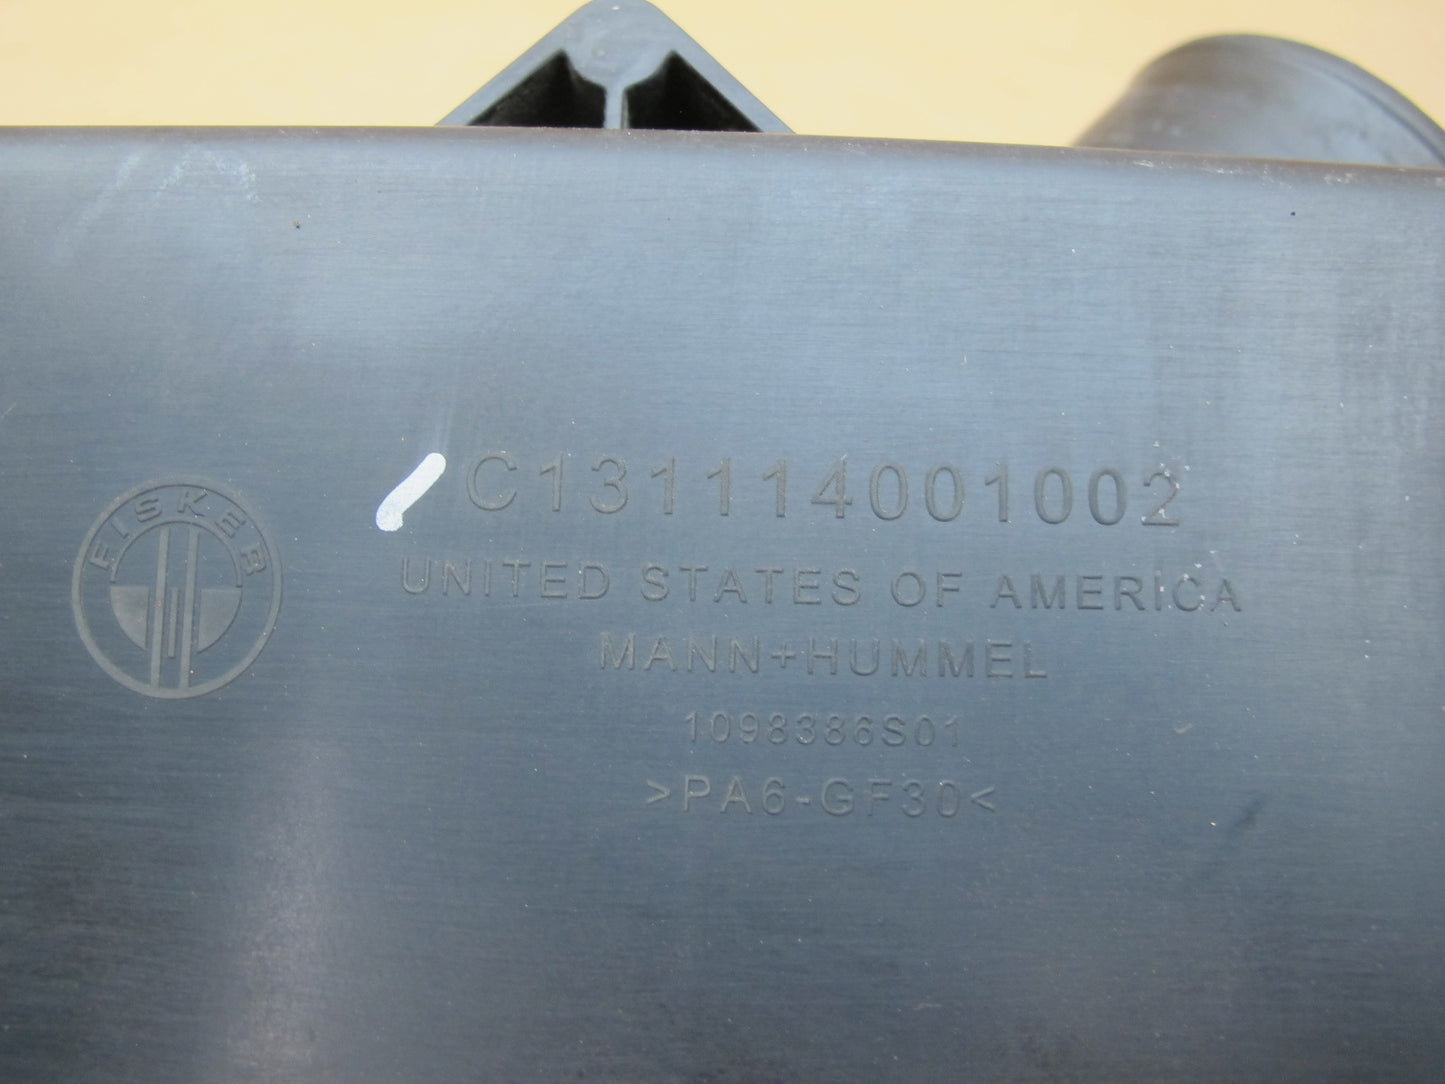 FISKER
C131114001002
UNITED STATES OF AMERICA
MANN+HUMMEL
1098386S01
>PA6-GF30<